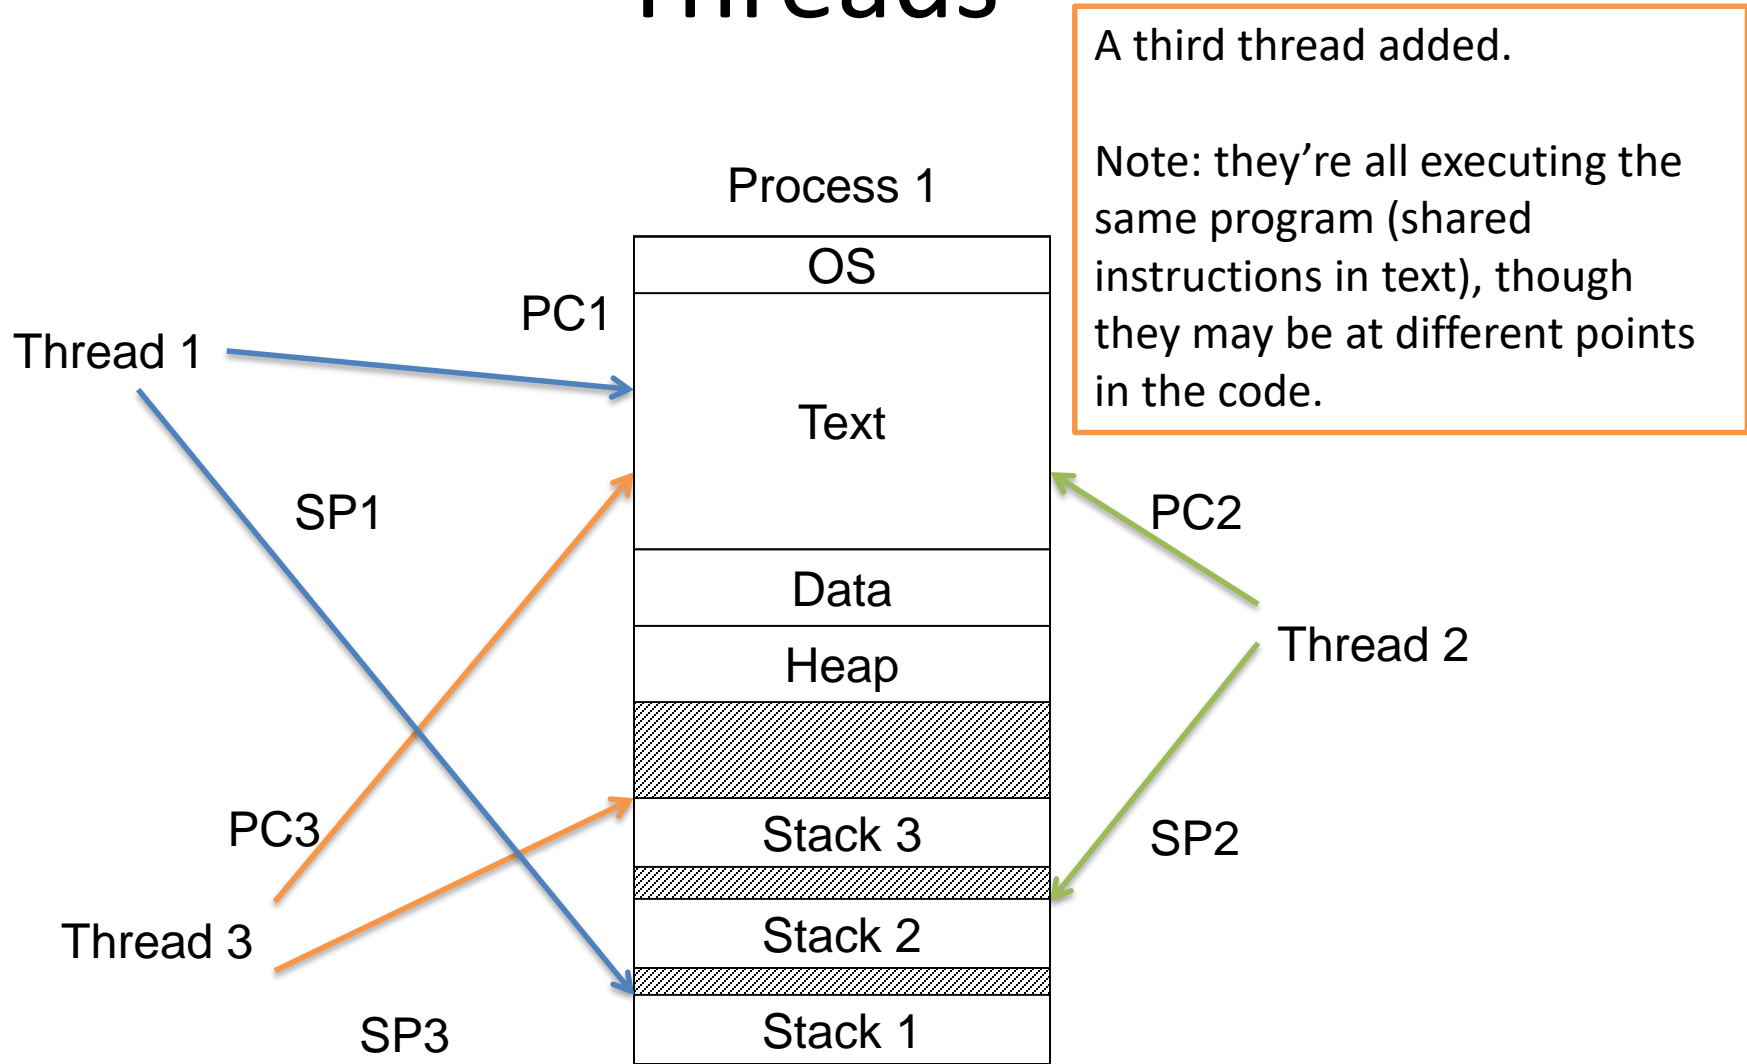 Threads
A third thread added.
Note: they’re all executing the
same program (shared
instructions in text), though
they may be at different points
in the code.
Process 1
OS
PC1
Thread 1
Text
SP1
PC2
Data
Thread 2
Heap
PC3
Stack 3
SP2
Thread 3
Stack 2
SP3
Stack 1